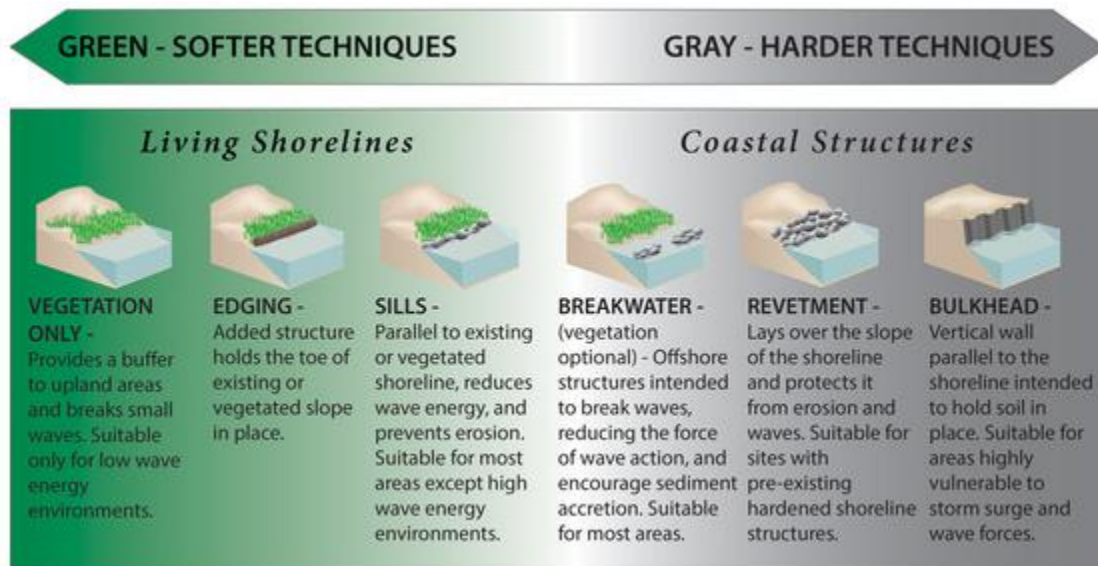 GREEN - SOFTER TECHNIQUES
GRAY - HARDER TECHNIQUES
Living Shorelines
Coastal Structures
VEGETATION
ONLY -
Provides a buffer
to upland areas
and breaks small
waves. Suitable
only for low wave
energy
environments.
EDGING -
Added structure
holds the toe of
existing or
vegetated slope
in place.
SILLS -
Parallel to existing
or vegetated
shoreline, reduces
wave energy, and
prevents erosion.
Suitable for most
areas except high
wave energy
environments.
BREAKWATER -
(vegetation
optional) - Offshore
structures intended
to break waves,
reducing the force
of wave action, and
encourage sediment
accretion. Suitable
for most areas.
REVETMENT -
Lays over the slope
of the shoreline
and protects it
from erosion and
waves. Suitable for
sites with
pre-existing
hardened shoreline
structures.
BULKHEAD -
Vertical wall
parallel to the
shoreline intended
to hold soil in
place. Suitable for
areas highly
vulnerable to
storm surge and
wave forces.